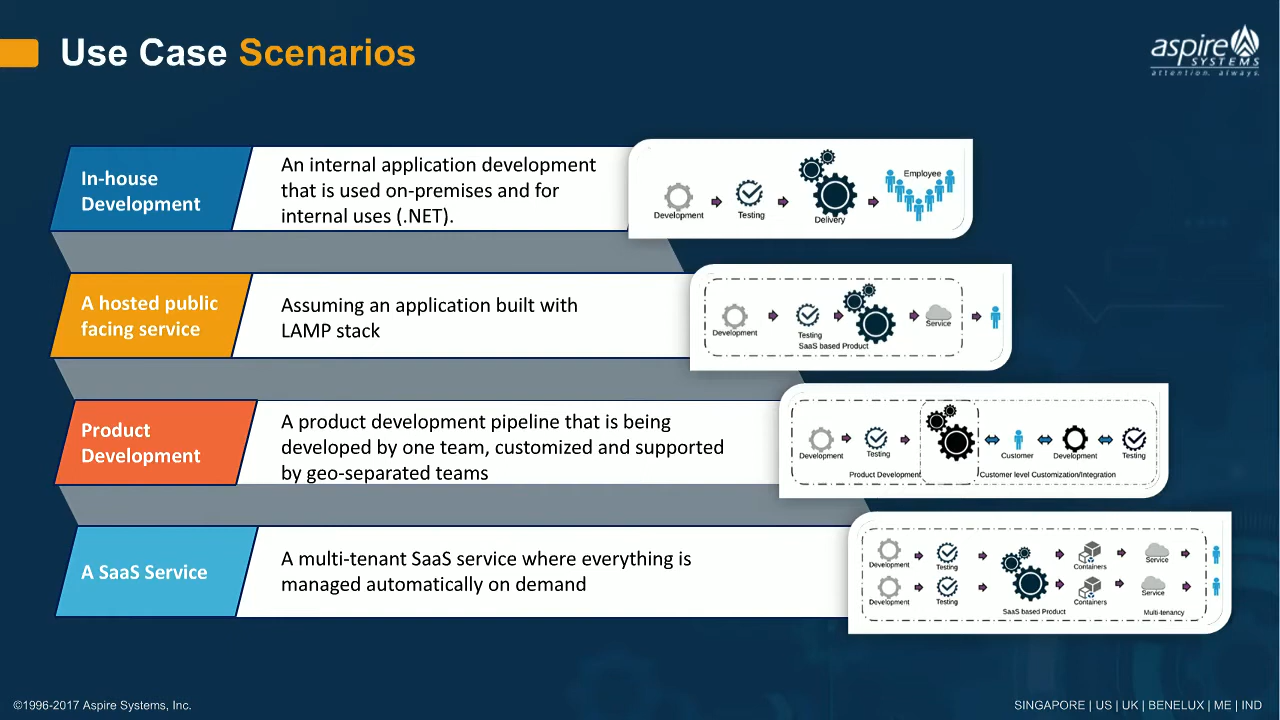 Use Case Scenarios
aspire
SYSTEMS
attention. always.
In-house
Development
An internal application development
that is used on-premises and for
internal uses (.NET).
Development
Testing
Delivery
Employee
A hosted public
facing service
Assuming an application built with
LAMP stack
Development
Testing
SaaS based Product
Service
Product
Development
A product development pipeline that is being
developed by one team, customized and supported
by geo-separated teams
Development
Testing
Customer
Development
Testing
Product Development
Customer level Customization/Integration
A SaaS Service
A multi-tenant SaaS service where everything is
managed automatically on demand
Development
Testing
Containers
Service
Development
Testing
Containers
Service
SaaS based Product
Multi-tenancy
©1996-2017 Aspire Systems, Inc.
SINGAPORE | US | UK | BENELUX | ME | IND